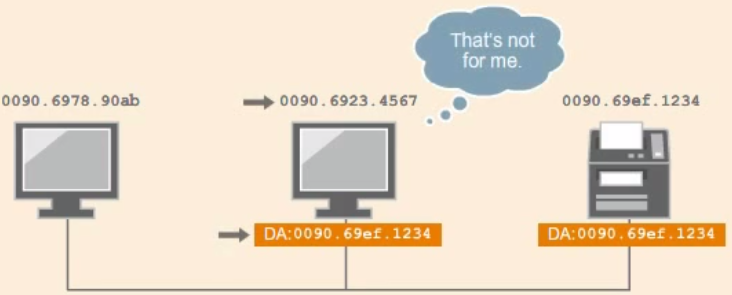 That's not
for me.
0090.6978.90ab
0090.6923.4567
0090.69ef.1234
DA:0090.69ef.1234
DA:0090.69ef.1234